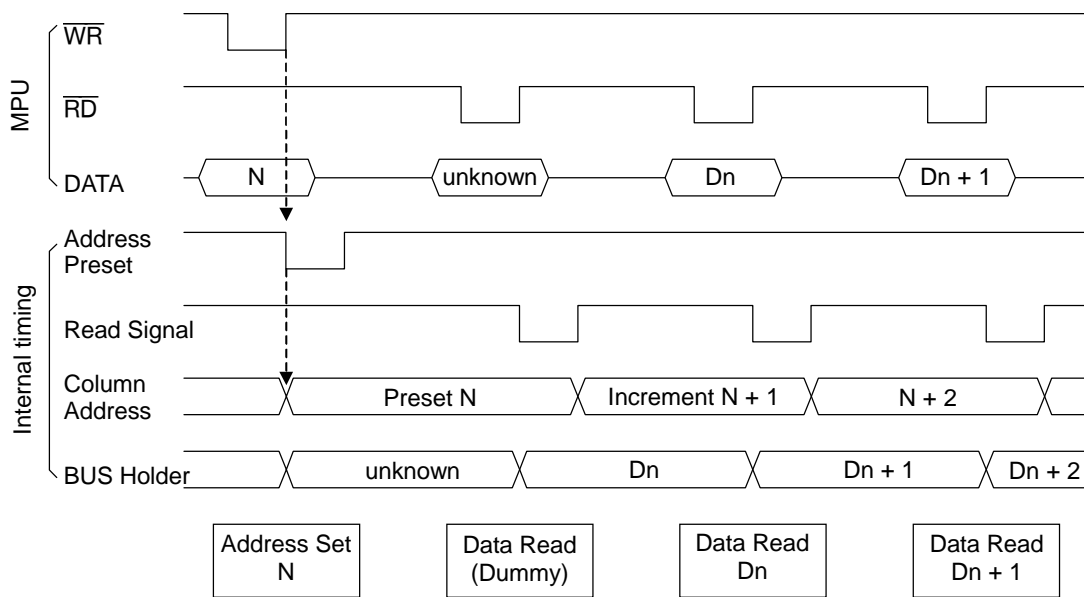 MPU
W̅R̅
R̅D̅
DATA
N
unknown
Dn
Dn + 1
Internal timing
Address
Preset
Read Signal
Column
Address
Preset N
Increment N + 1
N + 2
BUS Holder
unknown
Dn
Dn + 1
Dn + 2
Address Set
N
Data Read
(Dummy)
Data Read
Dn
Data Read
Dn + 1